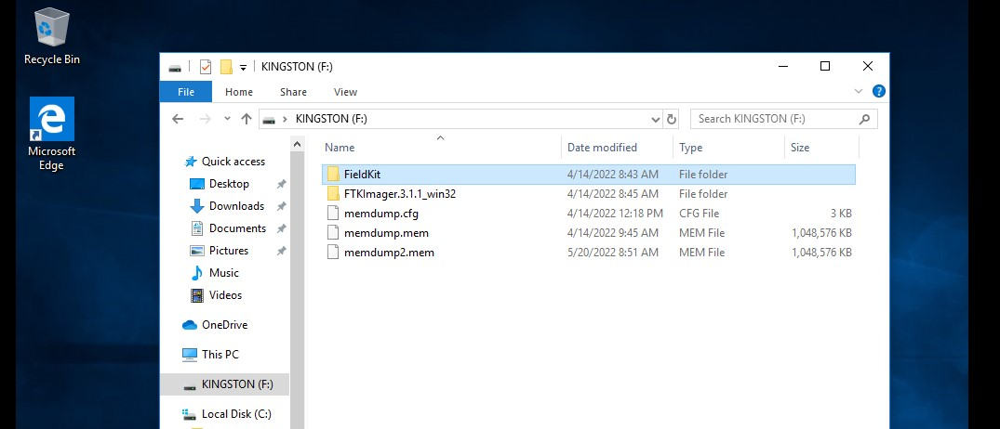 Recycle Bin
Microsoft
Edge
KINGSTON (F:)
File Home Share View
KINGSTON (F:)
Search KINGSTON (F:)
Quick access
Desktop
Downloads
Documents
Pictures
Music
Videos
OneDrive
This PC
KINGSTON (F:)
Local Disk (C:)
Name Date modified Type Size
FieldKit 4/14/2022 8:43 AM File folder
FTKImager.3.1.1_win32 4/14/2022 8:45 AM File folder
memdump.cfg 4/14/2022 12:18 PM CFG File 3 KB
memdump.mem 4/14/2022 9:45 AM MEM File 1,048,576 KB
memdump2.mem 5/20/2022 8:51 AM MEM File 1,048,576 KB